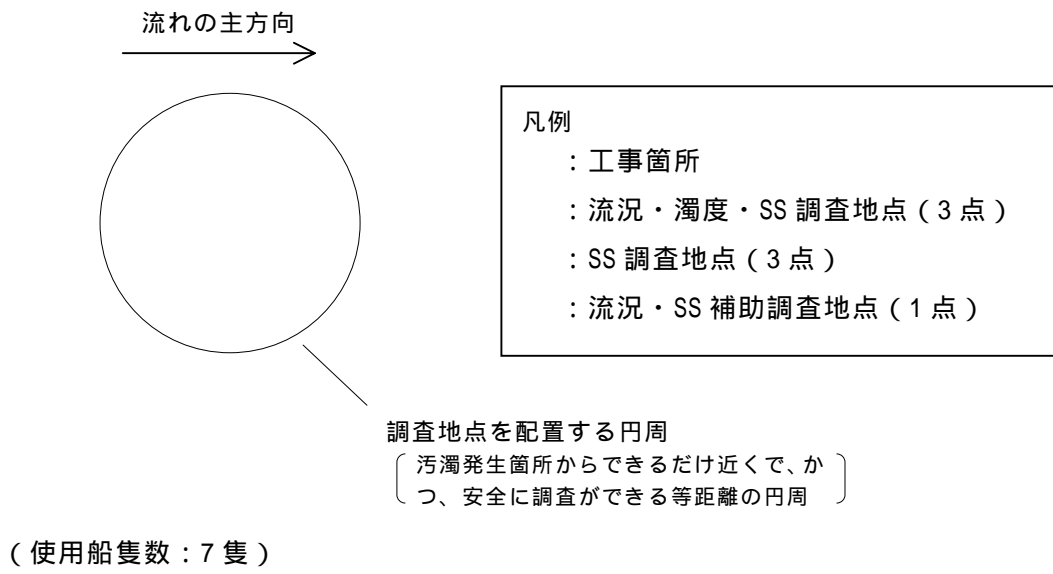 流れの主方向
凡例
：工事箇所
：流況・濁度・SS 調査地点（3 点）
：SS 調査地点（3 点）
：流況・SS 補助調査地点（1 点）
調査地点を配置する円周
汚濁発生箇所からできるだけ近くで、か
つ、安全に調査ができる等距離の円周
（使用船隻数：7 隻）